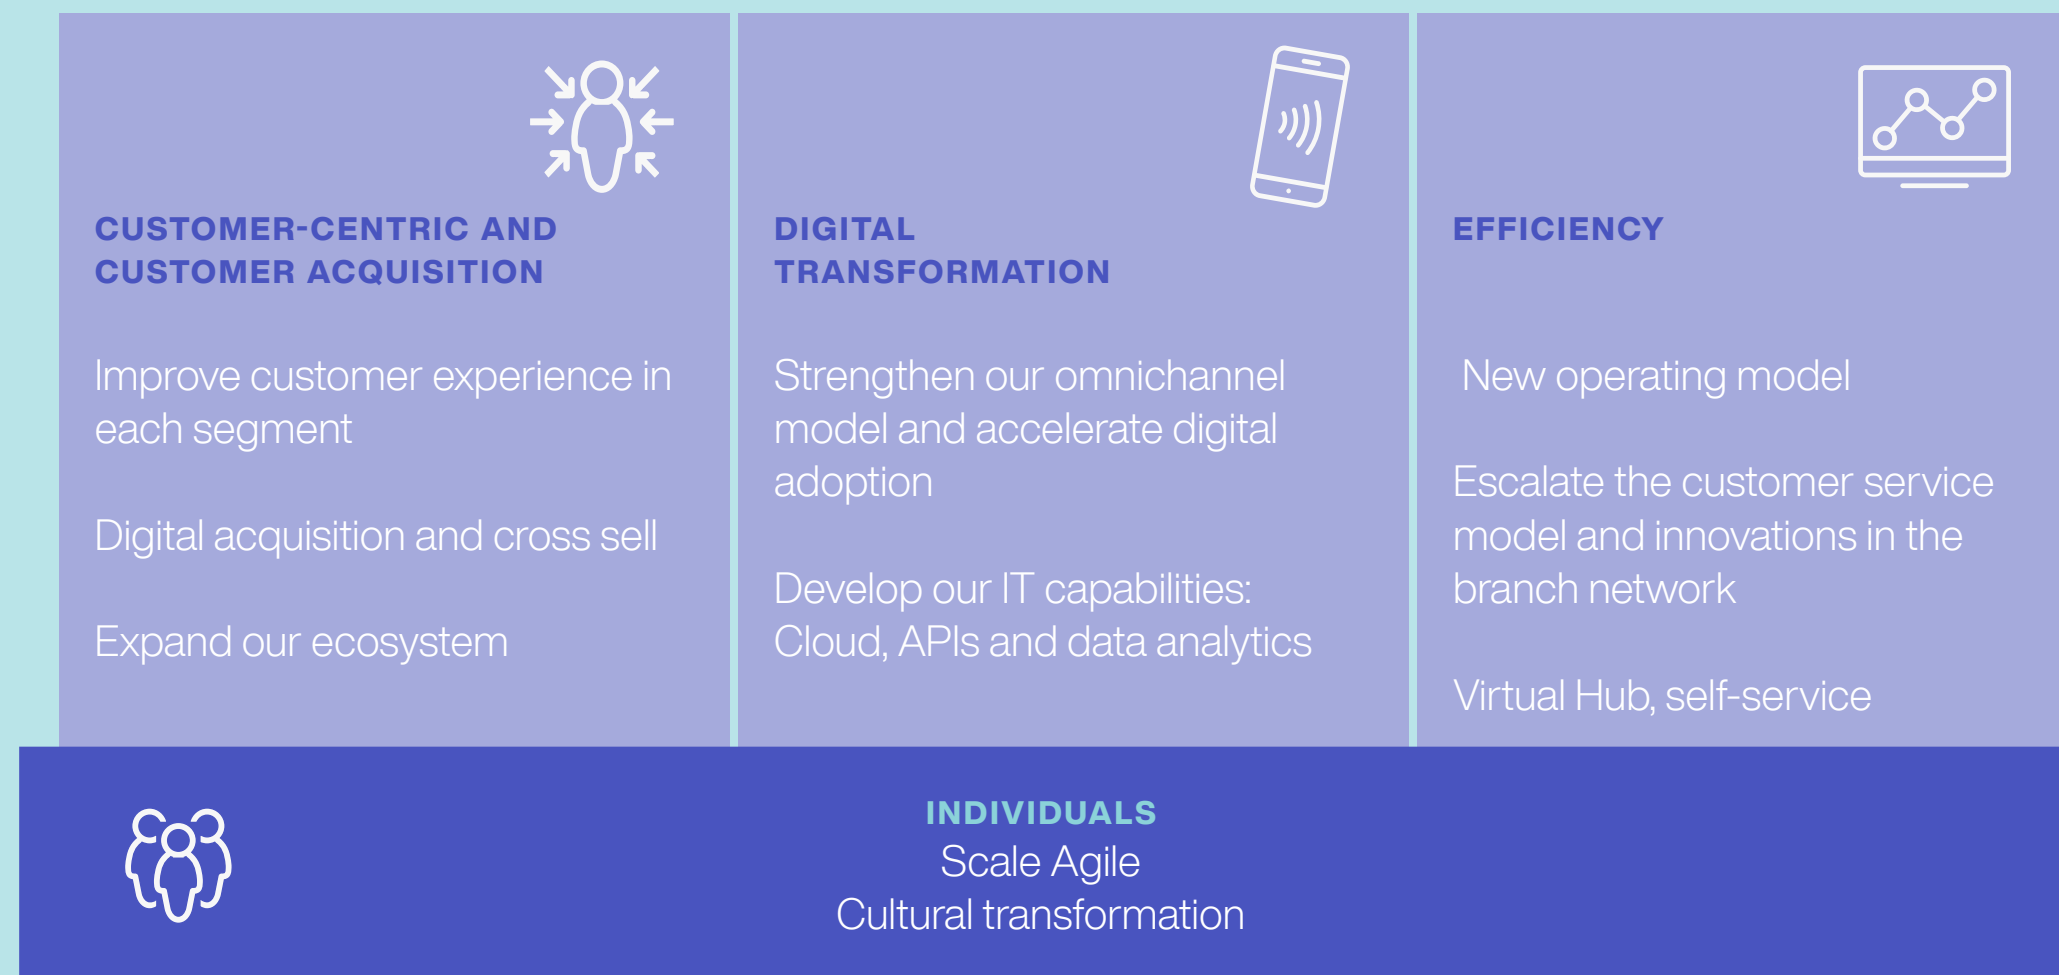 CUSTOMER-CENTRIC AND
CUSTOMER ACQUISITION
Improve customer experience in
each segment
Digital acquisition and cross sell
Expand our ecosystem
DIGITAL
TRANSFORMATION
Strengthen our omnichannel
model and accelerate digital
adoption
Develop our IT capabilities:
Cloud, APIs and data analytics
EFFICIENCY
New operating model
Escalate the customer service
model and innovations in the
branch network
Virtual Hub, self-service
INDIVIDUALS
Scale Agile
Cultural transformation